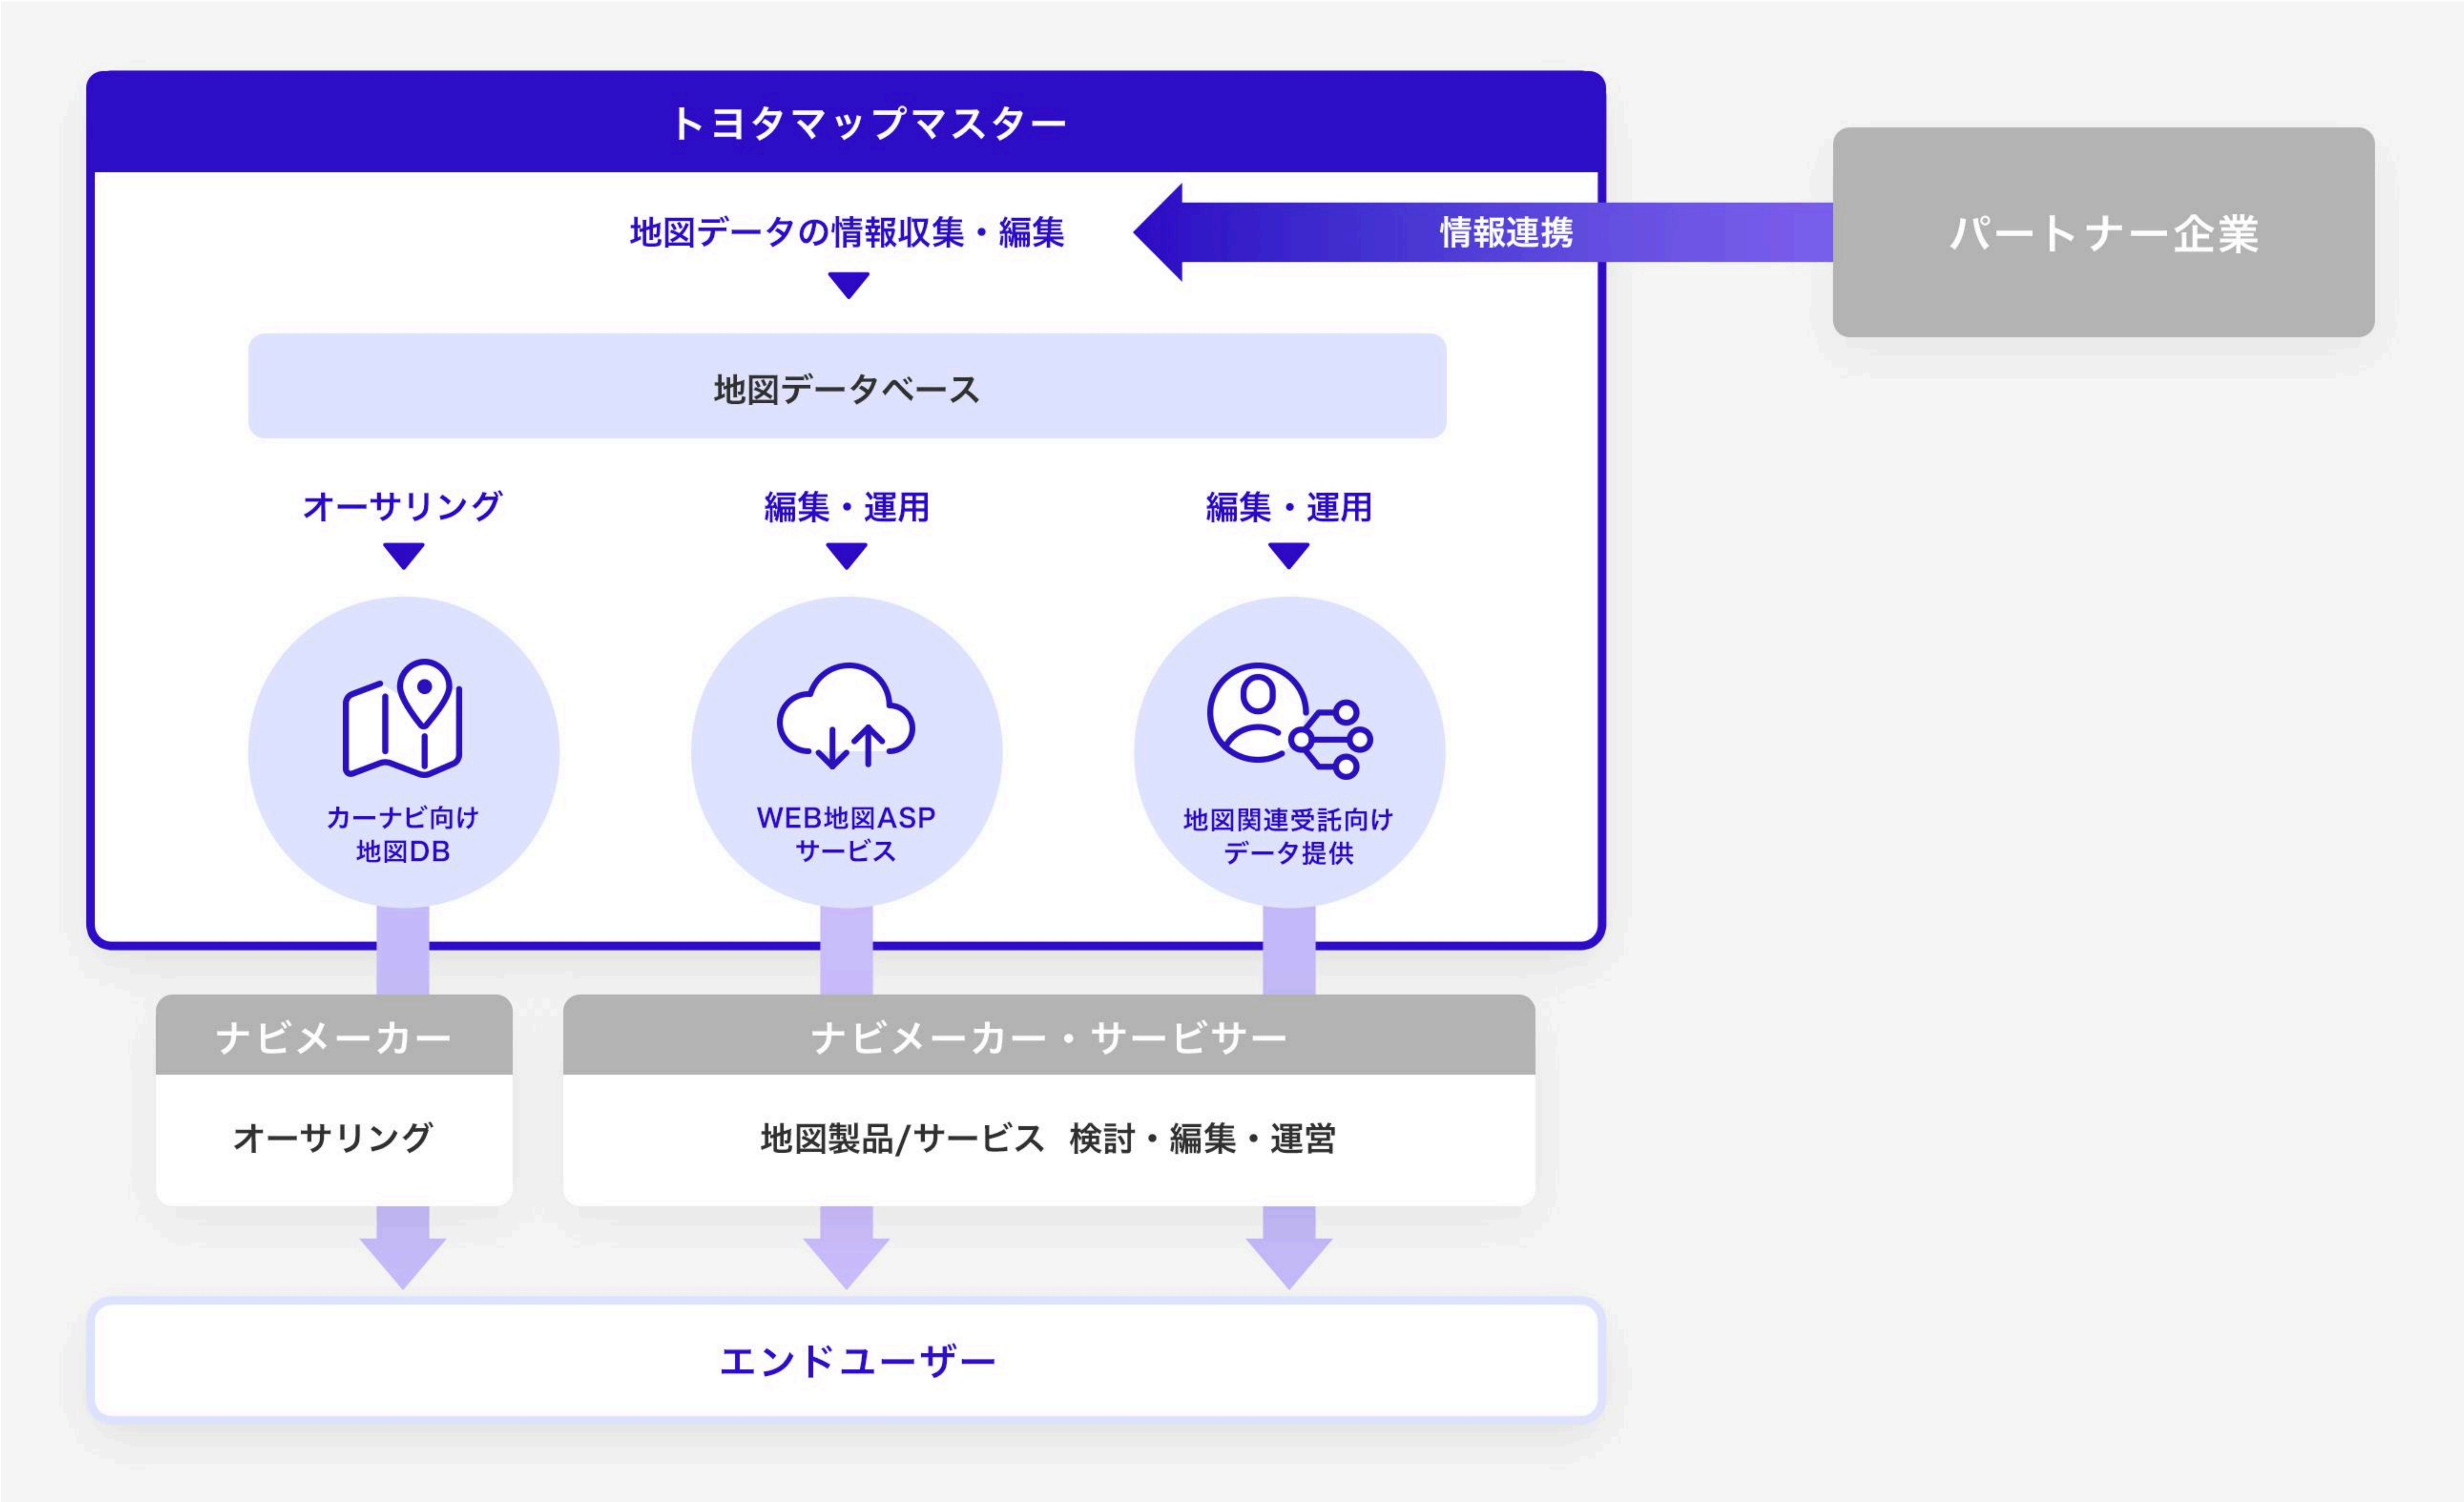 トヨタマップマスター
地図データの情報収集・編集
情報連携
パートナー企業
地図データベース
オーサリング
編集・運用
編集・運用
カーナビ向け
地図DB
WEB地図ASP
サービス
地図関連受託向け
データ提供
ナビメーカー
オーサリング
ナビメーカー・サービサー
地図製品/サービス 検討・編集・運営
エンドユーザー